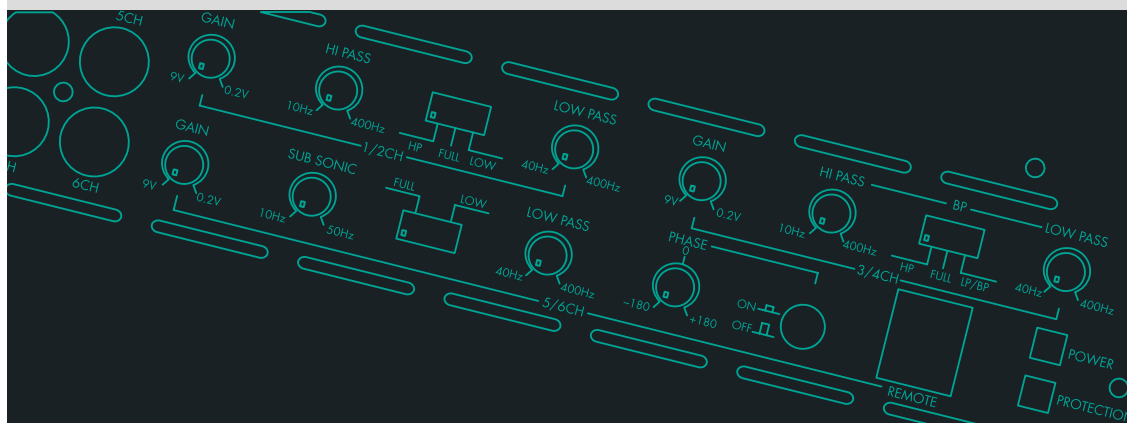 5CH
GAIN
9V
0.2V
HI PASS
10Hz
400Hz
HP
FULL
LOW
LOW PASS
40Hz
400Hz
1/2CH
GAIN
9V
0.2V
HI PASS
10Hz
400Hz
BP
HP
FULL
LP/BP
LOW PASS
40Hz
400Hz
3/4CH
H
6CH
GAIN
9V
0.2V
SUB SONIC
10Hz
50Hz
FULL
LOW
LOW PASS
40Hz
400Hz
5/6CH
PHASE
0
-180
+180
ON
OFF
REMOTE
POWER
PROTECTION